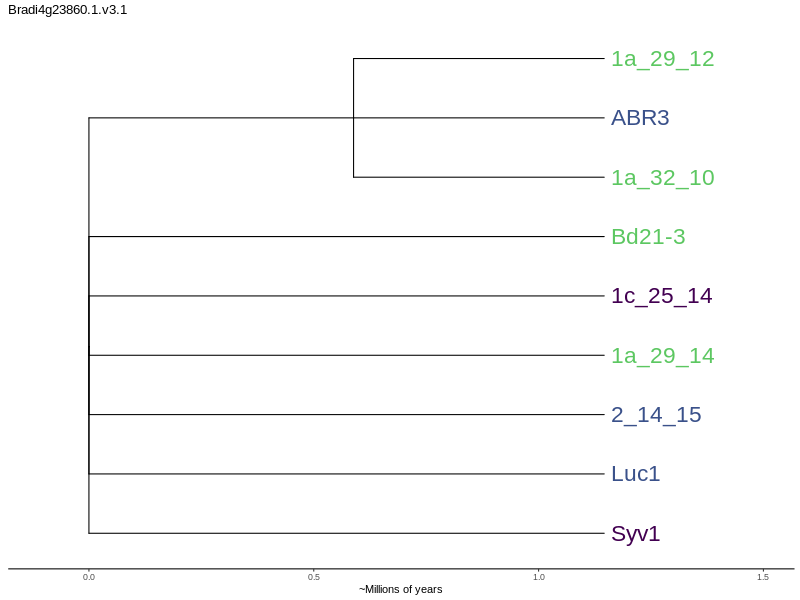 Bradi4g23860.1.v3.1
1a_29_12
ABR3
1a_32_10
Bd21-3
1c_25_14
1a_29_14
2_14_15
Luc1
Syv1
0.0 0.5 1.0 1.5
~Millions of years